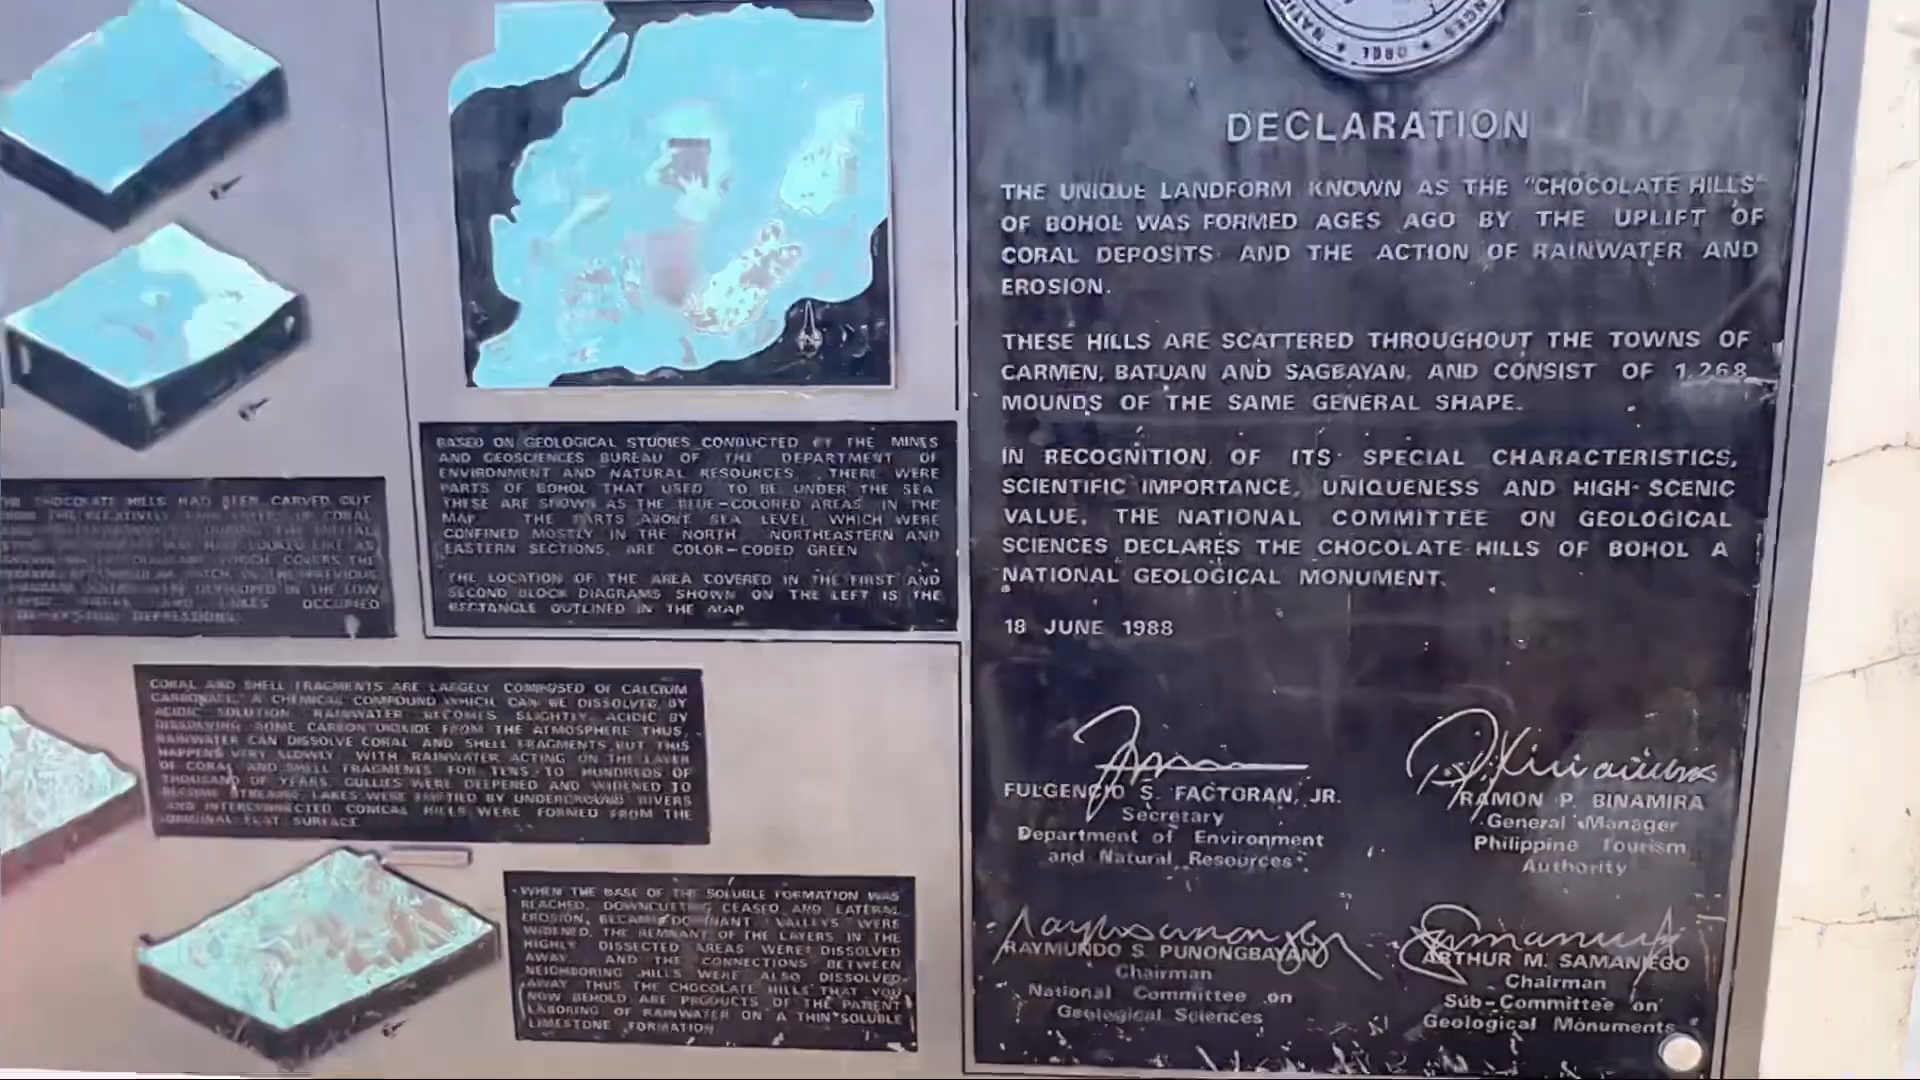 DECLARATION
THE UNIQUE LANDFORM KNOWN AS THE "CHOCOLATE HILLS"
OF BOHOL WAS FORMED AGES AGO BY THE UPLIFT OF
CORAL DEPOSITS AND THE ACTION OF RAINWATER AND
EROSION.
THESE HILLS ARE SCATTERED THROUGHOUT THE TOWNS OF
CARMEN, BATUAN AND SAGBAYAN, AND CONSIST OF 1,268
MOUNDS OF THE SAME GENERAL SHAPE.
IN RECOGNITION OF ITS SPECIAL CHARACTERISTICS,
SCIENTIFIC IMPORTANCE, UNIQUENESS AND HIGH SCENIC
VALUE, THE NATIONAL COMMITTEE ON GEOLOGICAL
SCIENCES DECLARES THE CHOCOLATE HILLS OF BOHOL A
NATIONAL GEOLOGICAL MONUMENT.
18 JUNE 1988
FULGENCIO S. FACTORAN, JR.
Secretary
Department of Environment
and Natural Resources
RAMON P. BINAMIRA
General Manager
Philippine Tourism
Authority
RAYMUNDO S. PUNONGBAYAN
Chairman
National Committee on
Geological Sciences
ARTHUR M. SAMANIEGO
Chairman
Sub-Committee on
Geological Monuments
BASED ON GEOLOGICAL STUDIES CONDUCTED BY THE MINES
AND GEOSCIENCES BUREAU OF THE DEPARTMENT OF
ENVIRONMENT AND NATURAL RESOURCES, THERE WERE
PARTS OF BOHOL THAT USED TO BE UNDER THE SEA.
THESE ARE SHOWN AS THE BLUE-COLORED AREAS IN THE
MAP. THE PARTS ABOVE SEA LEVEL WHICH WERE
CONFINED MOSTLY IN THE NORTH NORTHEASTERN AND
EASTERN SECTIONS, ARE COLOR-CODED GREEN
THE LOCATION OF THE AREA COVERED IN THE FIRST AND
SECOND BLOCK DIAGRAMS SHOWN ON THE LEFT IS THE
RECTANGLE OUTLINED IN THE MAP
THE CHOCOLATE HILLS HAD BEEN CARVED OUT
CORAL AND SHELL FRAGMENTS ARE LARGELY COMPOSED OF CALCIUM
CARBONATE, A CHEMICAL COMPOUND WHICH CAN BE DISSOLVED BY
ACIDIC SOLUTION. RAINWATER BECOMES SLIGHTLY ACIDIC BY
DISSOLVING SOME CARBON DIOXIDE FROM THE ATMOSPHERE THUS,
RAINWATER CAN DISSOLVE CORAL AND SHELL FRAGMENTS BUT THIS
HAPPENS VERY SLOWLY. WITH RAINWATER ACTING ON THE LAYER
OF CORAL AND SHELL FRAGMENTS FOR TENS TO HUNDREDS OF
THOUSAND OF YEARS, GULLIES WERE DEEPENED AND WIDENED TO
BECOME STREAMS, LAKES WERE EMPTIED BY UNDERGROUND RIVERS
AND INTERCONNECTED CONICAL HILLS WERE FORMED FROM THE
ORIGINAL FLAT SURFACE.
WHEN THE BASE OF THE SOLUBLE FORMATION WAS
REACHED, DOWNCUTTING CEASED AND LATERAL
EROSION, BECAME DOMINANT VALLEYS WERE
WIDENED, THE REMNANT OF THE LAYERS IN THE
HIGHLY DISSECTED AREAS WERE DISSOLVED
AWAY, AND THE CONNECTIONS BETWEEN
NEIGHBORING HILLS WERE ALSO DISSOLVED
AWAY THUS THE CHOCOLATE HILLS THAT YOU
NOW BEHOLD ARE PRODUCTS OF THE PATIENT
LABORING OF RAINWATER ON A THIN SOLUBLE
LIMESTONE FORMATION